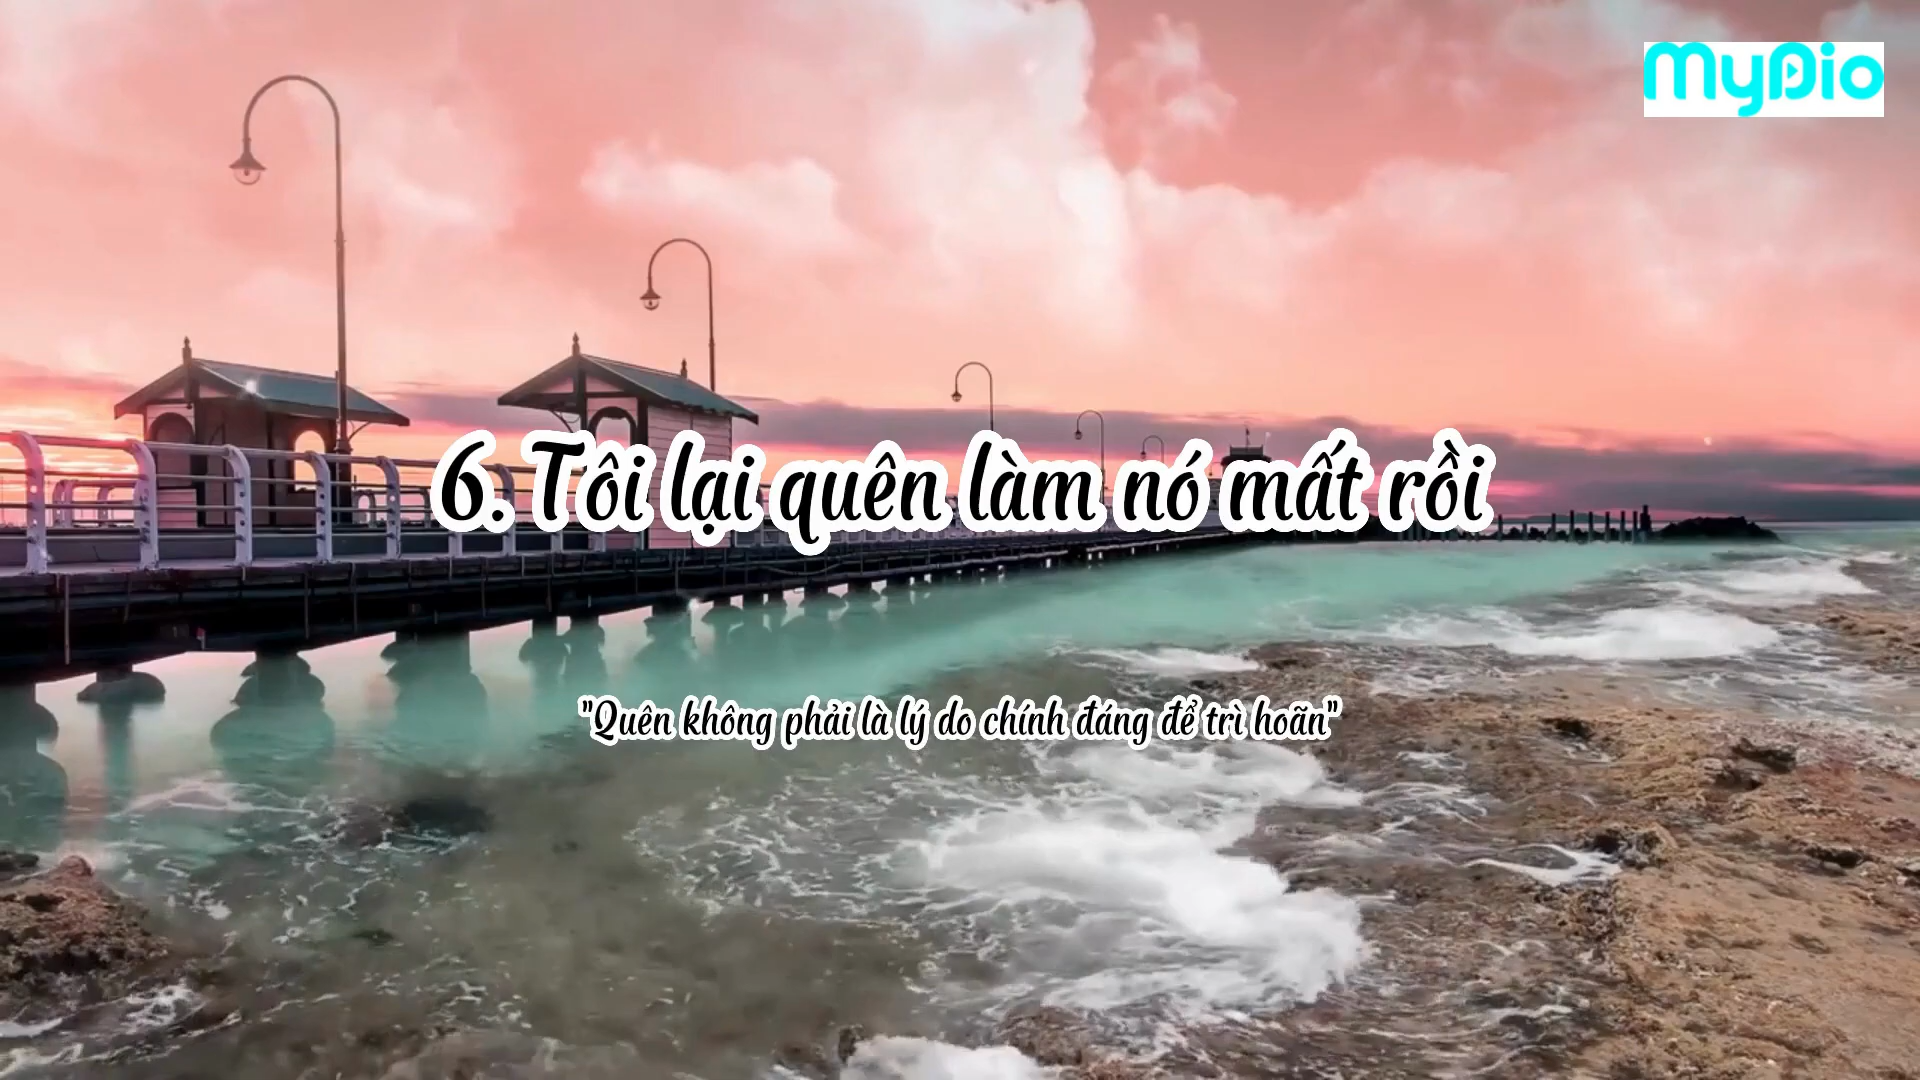 MyDio
6. Tôi lại quên làm nó mất rồi
"Quên không phải là lý do chính đáng để trì hoãn"